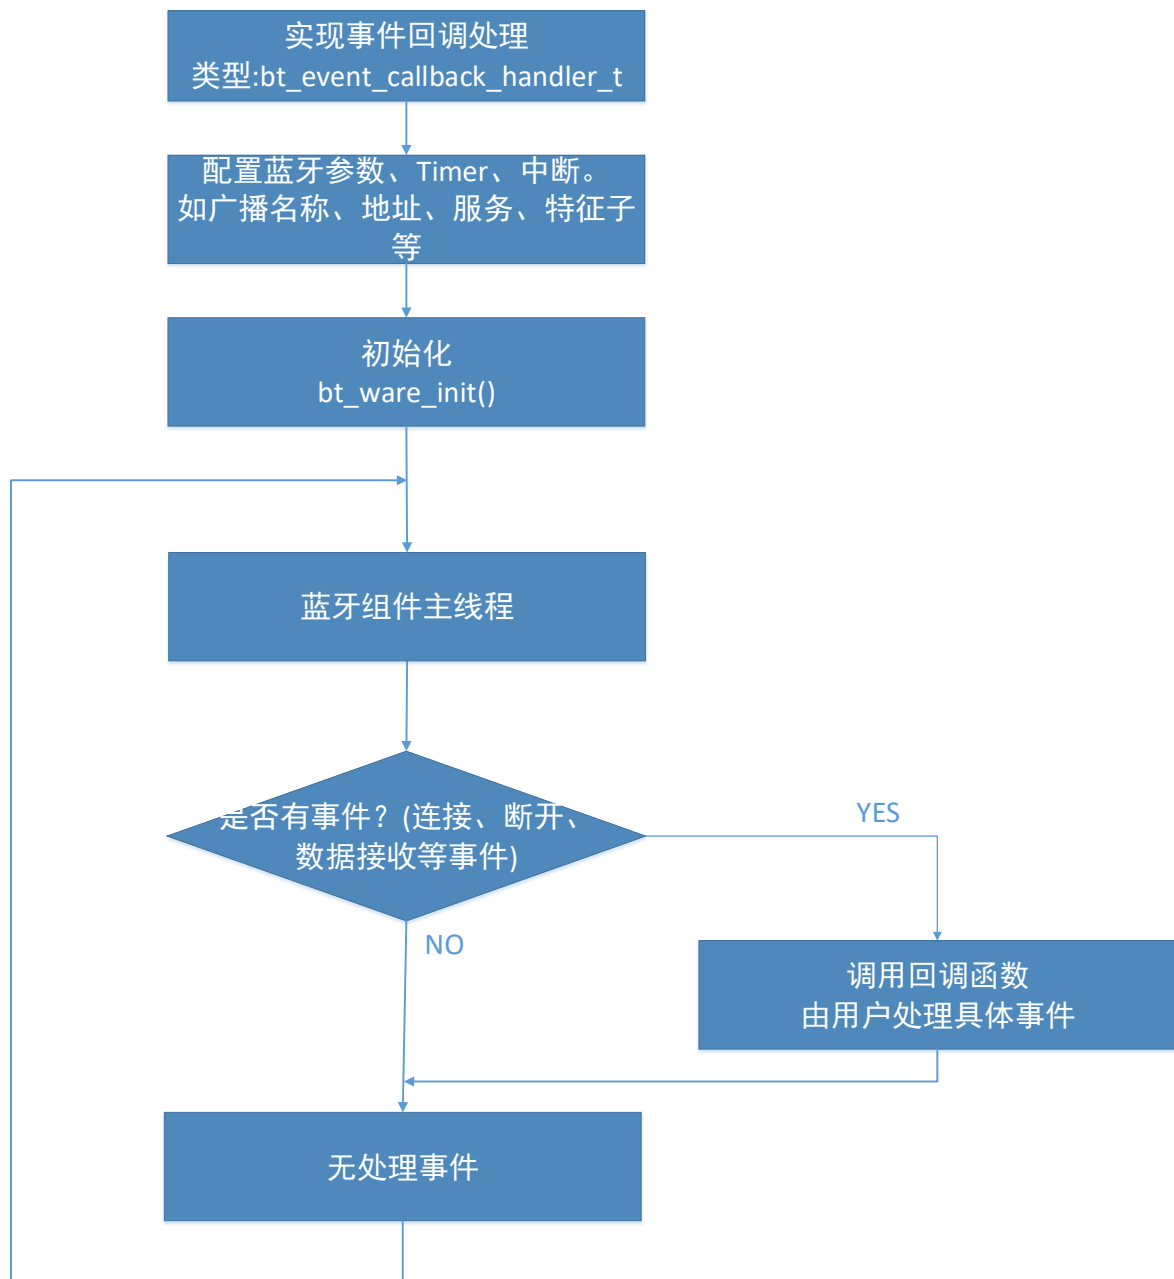 实现事件回调处理
类型:bt_event_callback_handler_t
配置蓝牙参数、Timer、中断。
如广播名称、地址、服务、特征子
等
初始化
bt_ware_init()
蓝牙组件主线程
是否有事件？(连接、断开、
数据接收等事件)
YES
NO
调用回调函数
由用户处理具体事件
无处理事件